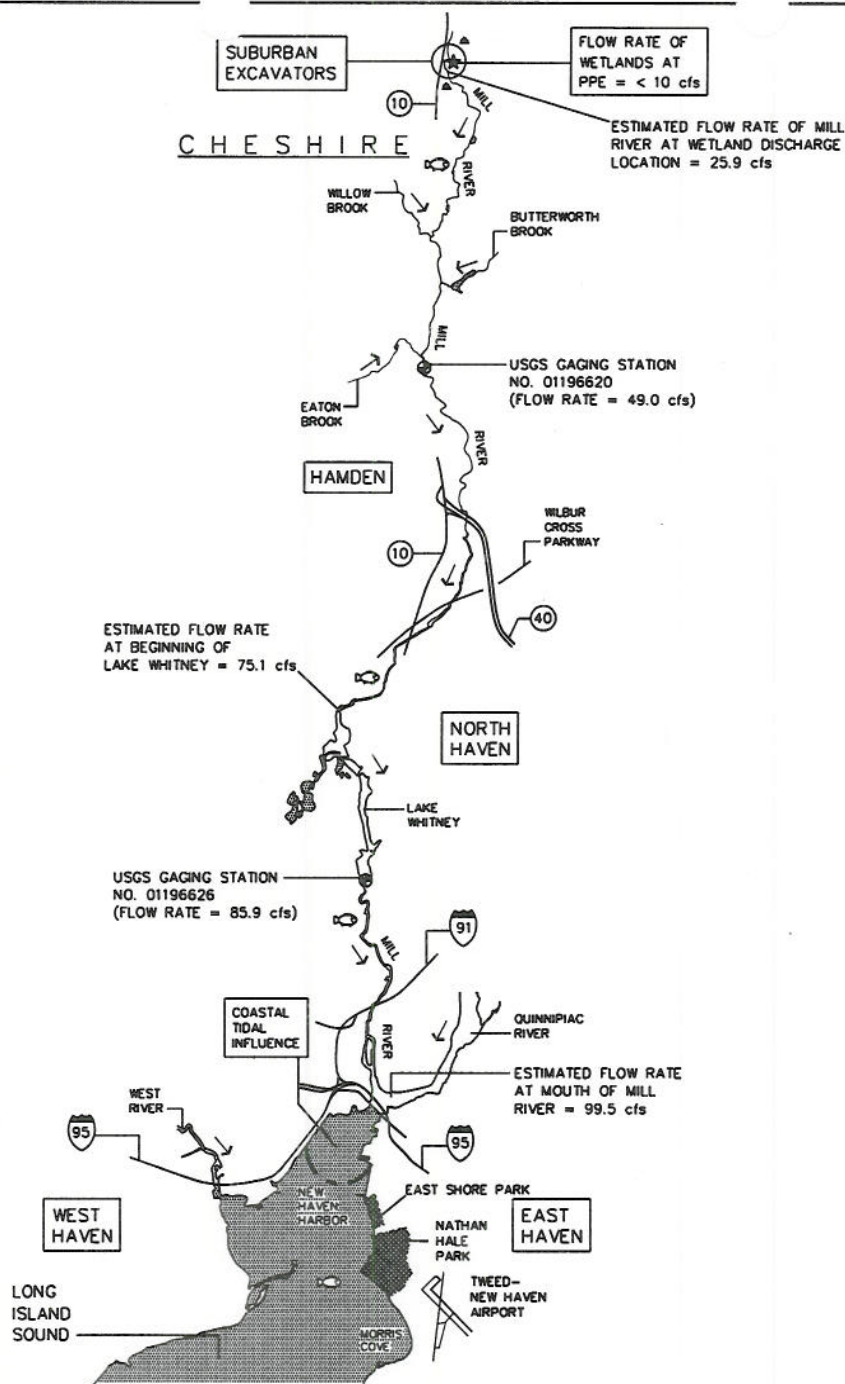 SUBURBAN
EXCAVATORS
FLOW RATE OF
WETLANDS AT
PPE = < 10 cfs
10
MILL
RIVER
ESTIMATED FLOW RATE OF MILL
RIVER AT WETLAND DISCHARGE
LOCATION = 25.9 cfs
CHESHIRE
WILLOW
BROOK
BUTTERWORTH
BROOK
MILL
RIVER
USGS GAGING STATION
NO. 01196620
(FLOW RATE = 49.0 cfs)
EATON
BROOK
HAMDEN
WILBUR
CROSS
PARKWAY
10
40
ESTIMATED FLOW RATE
AT BEGINNING OF
LAKE WHITNEY = 75.1 cfs
NORTH
HAVEN
LAKE
WHITNEY
USGS GAGING STATION
NO. 01196626
(FLOW RATE = 85.9 cfs)
91
MILL
RIVER
COASTAL
TIDAL
INFLUENCE
QUINNIPIAC
RIVER
ESTIMATED FLOW RATE
AT MOUTH OF MILL
RIVER = 99.5 cfs
WEST
RIVER
95
95
NEW
HAVEN
HARBOR
EAST SHORE PARK
WEST
HAVEN
NATHAN
HALE
PARK
EAST
HAVEN
TWEED-
NEW HAVEN
AIRPORT
LONG
ISLAND
SOUND
MORRIS
COVE